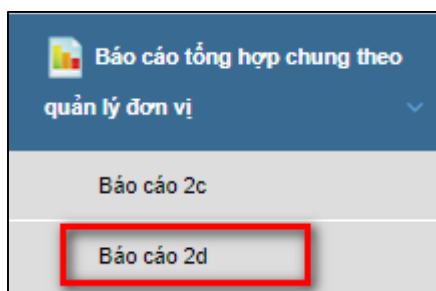 Báo cáo tổng hợp chung theo
quản lý đơn vị
Báo cáo 2c
Báo cáo 2d